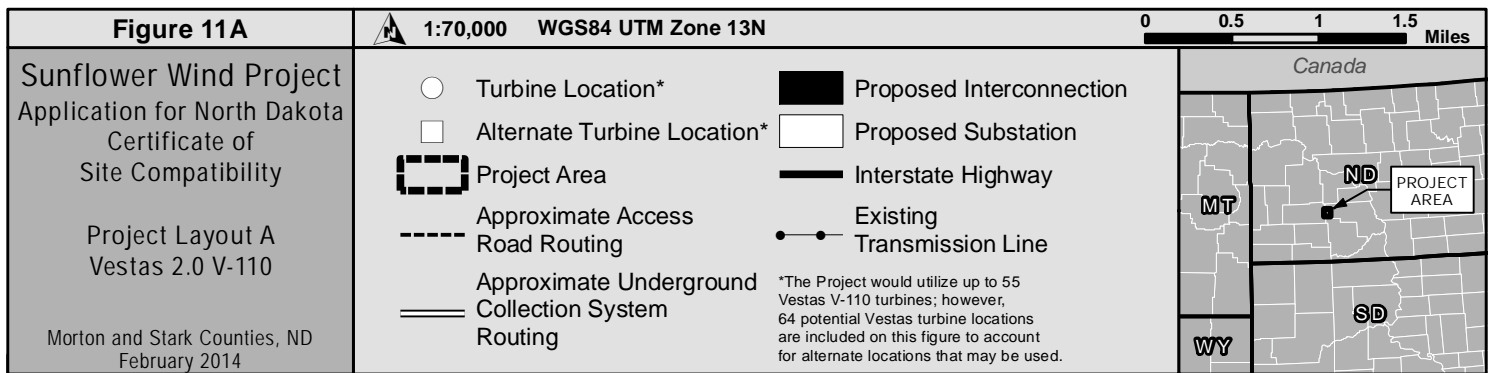 Figure 11A
Sunflower Wind Project
Application for North Dakota
Certificate of
Site Compatibility
Project Layout A
Vestas 2.0 V-110
Morton and Stark Counties, ND
February 2014
N
1:70,000 WGS84 UTM Zone 13N
0 0.5 1 1.5
Miles
Turbine Location*
Alternate Turbine Location*
Project Area
Approximate Access
Road Routing
Approximate Underground
Collection System
Routing
Proposed Interconnection
Proposed Substation
Interstate Highway
Existing
Transmission Line
*The Project would utilize up to 55
Vestas V-110 turbines; however,
64 potential Vestas turbine locations
are included on this figure to account
for alternate locations that may be used.
Canada
ND
PROJECT
AREA
MT
SD
WY